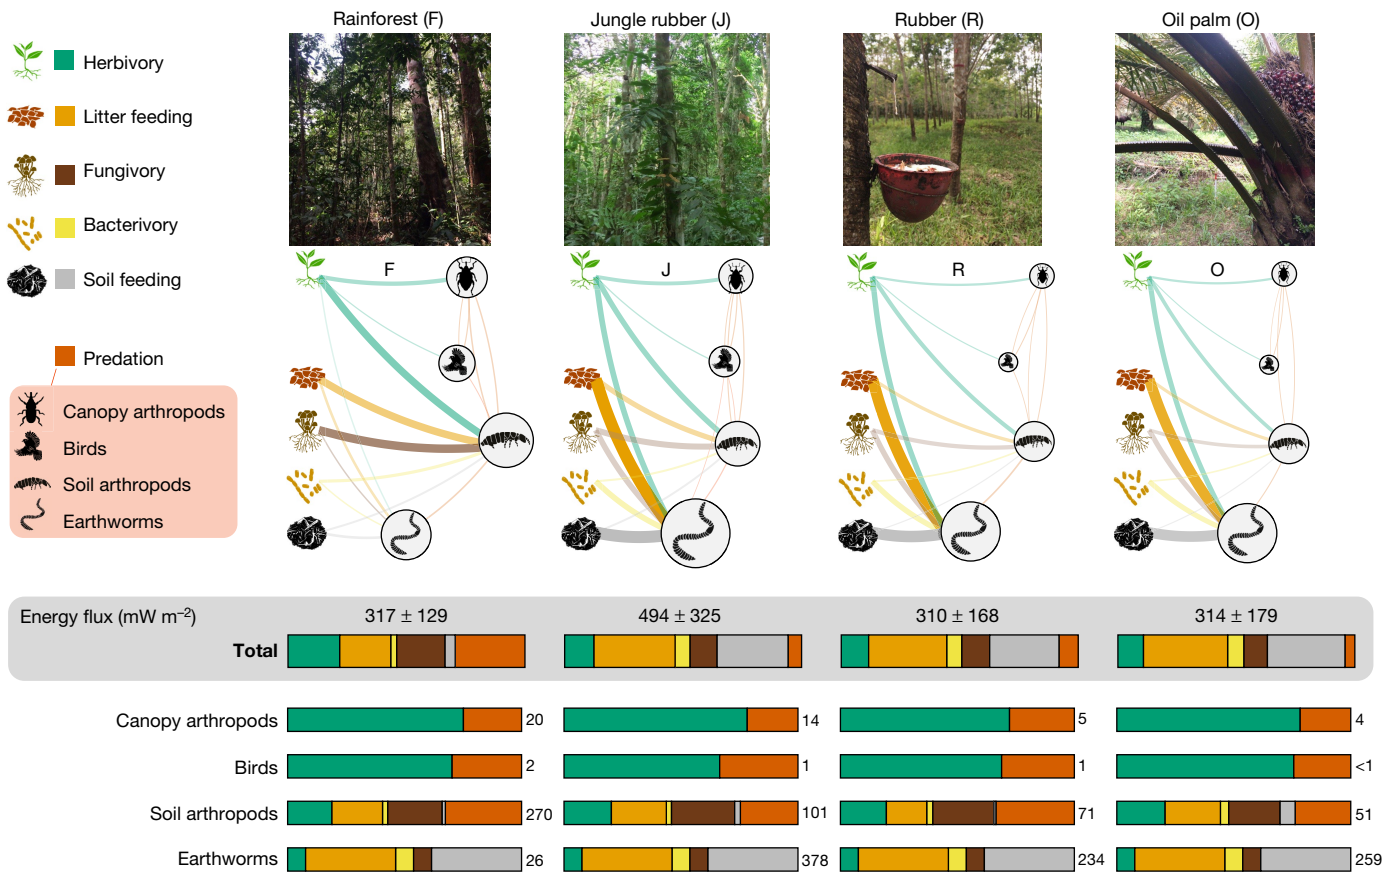 Rainforest (F)
Jungle rubber (J)
Rubber (R)
Oil palm (O)
Herbivory
Litter feeding
Fungivory
Bacterivory
Soil feeding
Predation
Canopy arthropods
Birds
Soil arthropods
Earthworms
F
J
R
O
Energy flux (mW m⁻²)
317 ± 129
494 ± 325
310 ± 168
314 ± 179
Total
Canopy arthropods
20
14
5
4
Birds
2
1
1
<1
Soil arthropods
270
101
71
51
Earthworms
26
378
234
259